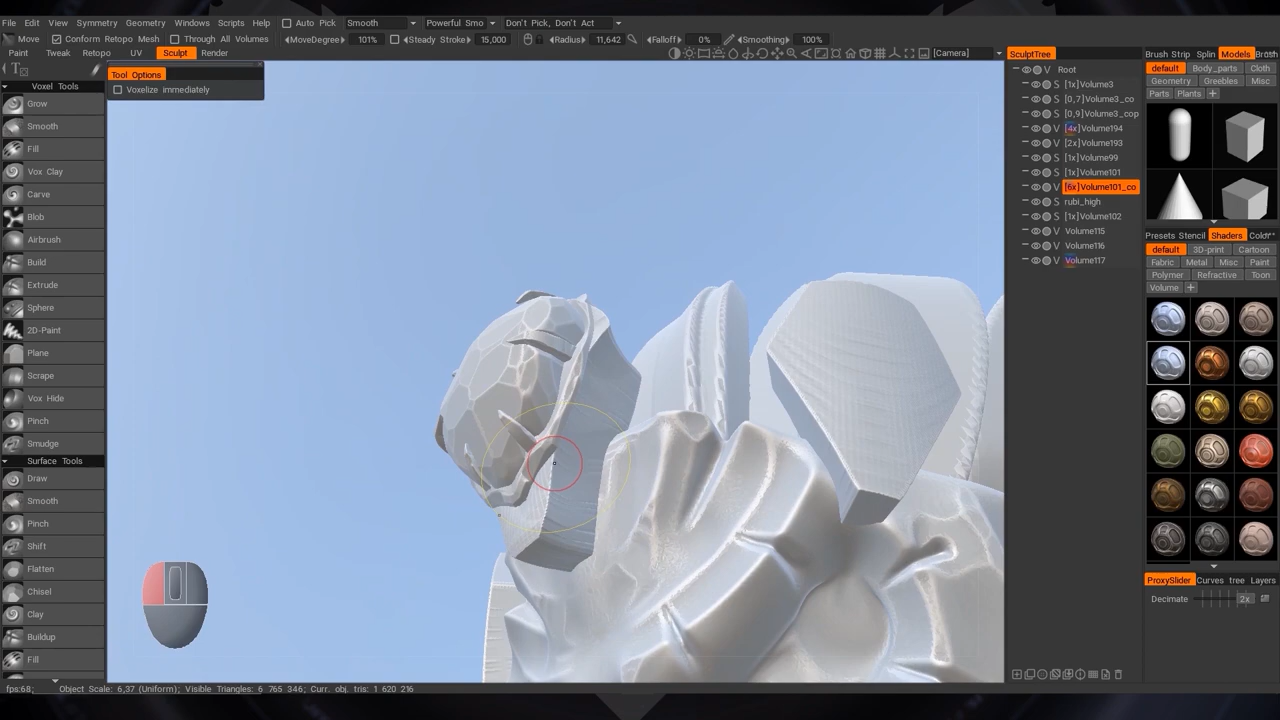 File Edit View Symmetry Geometry Windows Scripts Help Auto Pick Smooth Powerful Smo Don't Pick, Don't Act
Move Conform Retopo Mesh Through All Volumes MoveDegree 101% Steady Stroke 15,000 Radius 11,642 Falloff 0% Smoothing 100%
Paint Tweak Retopo UV Sculpt Render [Camera]
Tool Options
Voxelize immediately
Voxel Tools
Grow
Smooth
Fill
Vox Clay
Carve
Blob
Airbrush
Build
Extrude
Sphere
2D-Paint
Plane
Scrape
Vox Hide
Pinch
Smudge
Surface Tools
Draw
Smooth
Pinch
Shift
Flatten
Chisel
Clay
Buildup
Fill
SculptTree
V Root
S [1x]Volume3
S [0,7]Volume3_co
S [0,9]Volume3_cop
V [4x]Volume194
V [2x]Volume193
S [1x]Volume99
S [1x]Volume101
V [6x]Volume101_co
S rubi_high
S [1x]Volume102
V Volume115
V Volume116
V Volume117
Brush Strip Splin Models Brush
default Body_parts Cloth
Geometry Greebles Misc
Parts Plants +
Presets Stencil Shaders Color
default 3D-print Cartoon
Fabric Metal Misc Paint
Polymer Refractive Toon
Volume +
ProxySlider Curves tree Layers
Decimate 2x
fps:68; Object Scale: 6,37 (Uniform); Visible Triangles: 6 765 346; Curr. obj. tris: 1 620 216